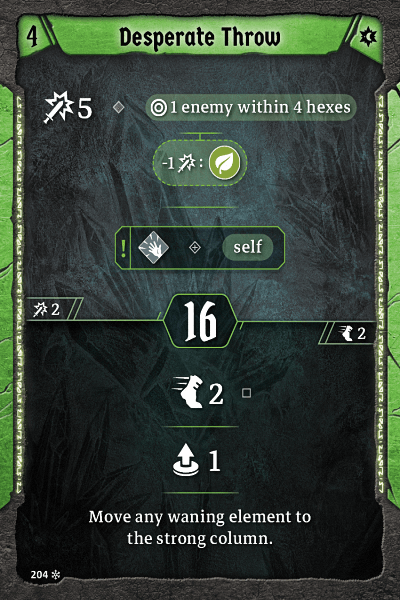 4 Desperate Throw
5 1 enemy within 4 hexes
-1 :
! self
2
16
2
2
1
Move any waning element to
the strong column.
204